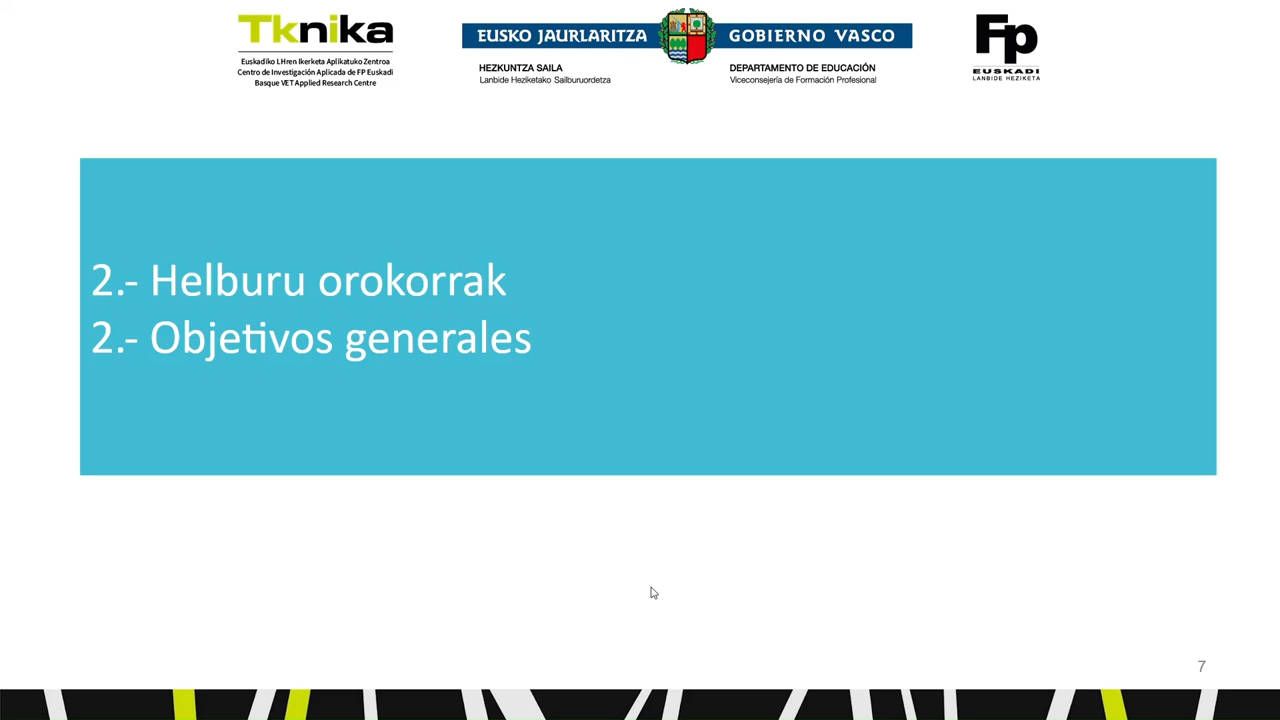 Tknika
Euskadiko LHren Ikerketa Aplikatuko Zentroa
Centro de Investigación Aplicada de FP Euskadi
Basque VET Applied Research Centre
EUSKO JAURLARITZA GOBIERNO VASCO
HEZKUNTZA SAILA
Lanbide Heziketako Sailburuordetza
DEPARTAMENTO DE EDUCACIÓN
Viceconsejería de Formación Profesional
Fp
EUSKADI
LANBIDE HEZIKETA
2.- Helburu orokorrak
2.- Objetivos generales
7